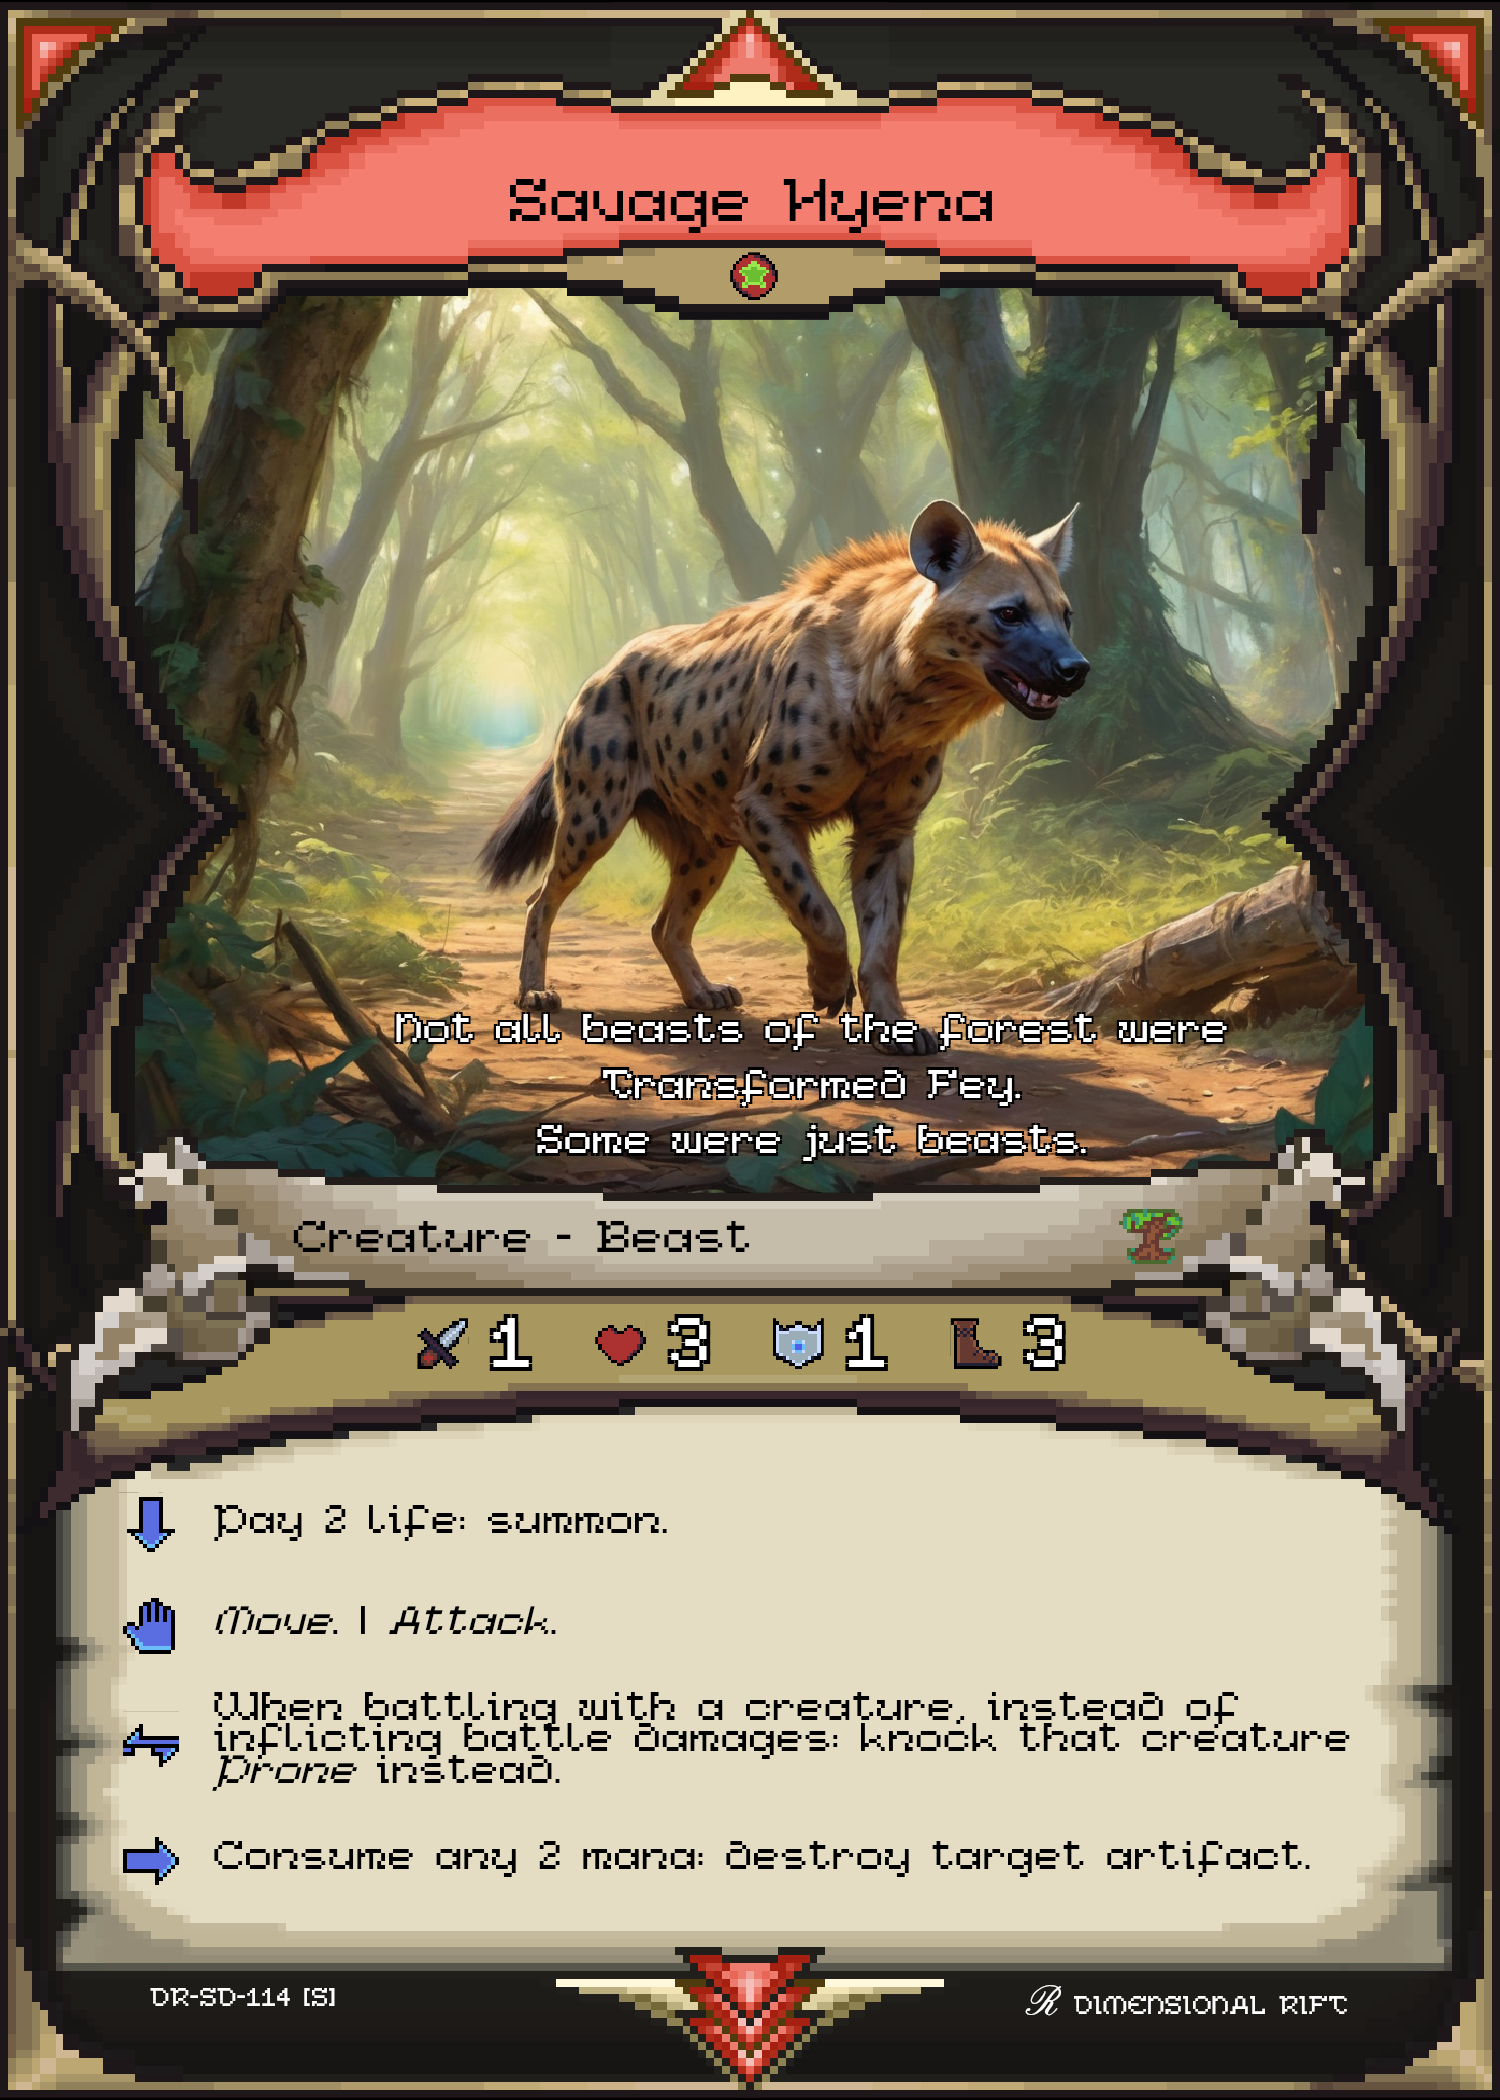 Savage Hyena
Not all beasts of the forest were
Transformed Fey.
Some were just beasts.
Creature - Beast
1 3 1 3
Pay 2 life: summon.
Move. | Attack.
When battling with a creature, instead of
inflicting battle damages: knock that creature
Prone instead.
Consume any 2 mana: destroy target artifact.
DR-SD-114 [S]
R DIMENSIONAL RIFT